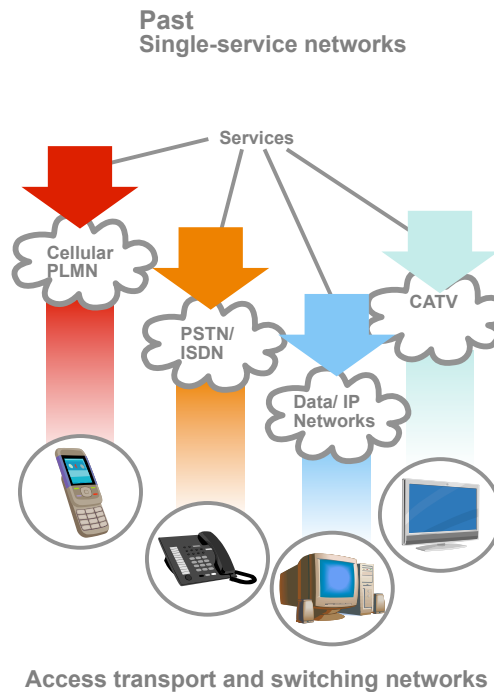 Past
Single-service networks
Services
Cellular
PLMN
PSTN/
ISDN
Data/ IP
Networks
CATV
Access transport and switching networks